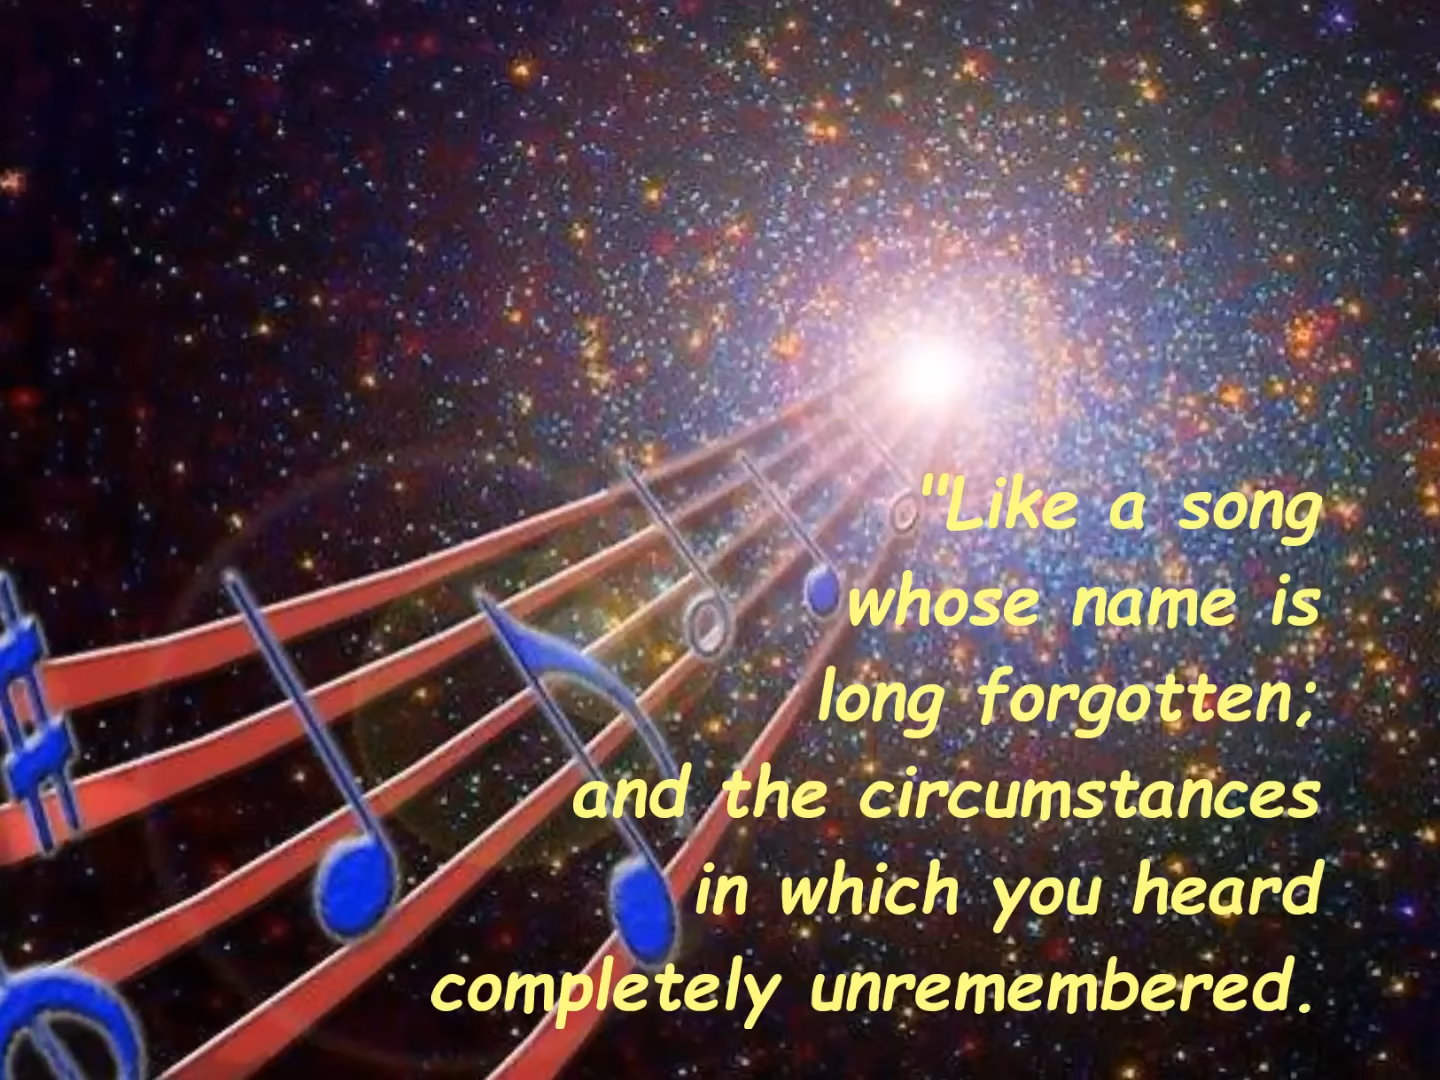 "Like a song
whose name is
long forgotten;
and the circumstances
in which you heard
completely unremembered.